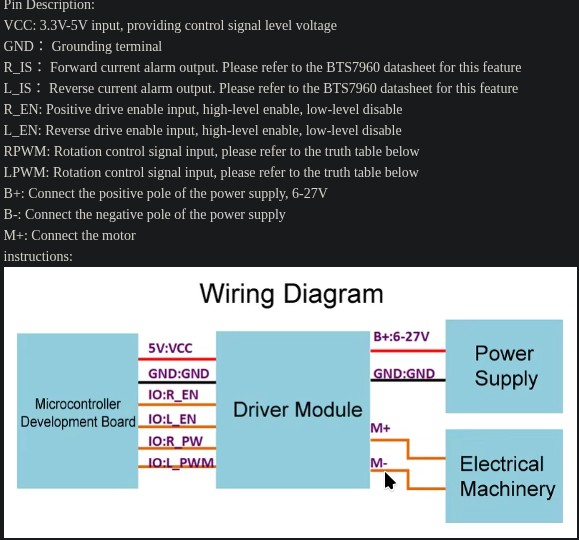 Pin Description:
VCC: 3.3V-5V input, providing control signal level voltage
GND： Grounding terminal
R_IS： Forward current alarm output. Please refer to the BTS7960 datasheet for this feature
L_IS： Reverse current alarm output. Please refer to the BTS7960 datasheet for this feature
R_EN: Positive drive enable input, high-level enable, low-level disable
L_EN: Reverse drive enable input, high-level enable, low-level disable
RPWM: Rotation control signal input, please refer to the truth table below
LPWM: Rotation control signal input, please refer to the truth table below
B+: Connect the positive pole of the power supply, 6-27V
B-: Connect the negative pole of the power supply
M+: Connect the motor
instructions:
Wiring Diagram
Microcontroller
Development Board
5V:VCC
GND:GND
IO:R_EN
IO:L_EN
IO:R_PW
IO:L_PWM
Driver Module
B+:6-27V
GND:GND
M+
M-
Power
Supply
Electrical
Machinery